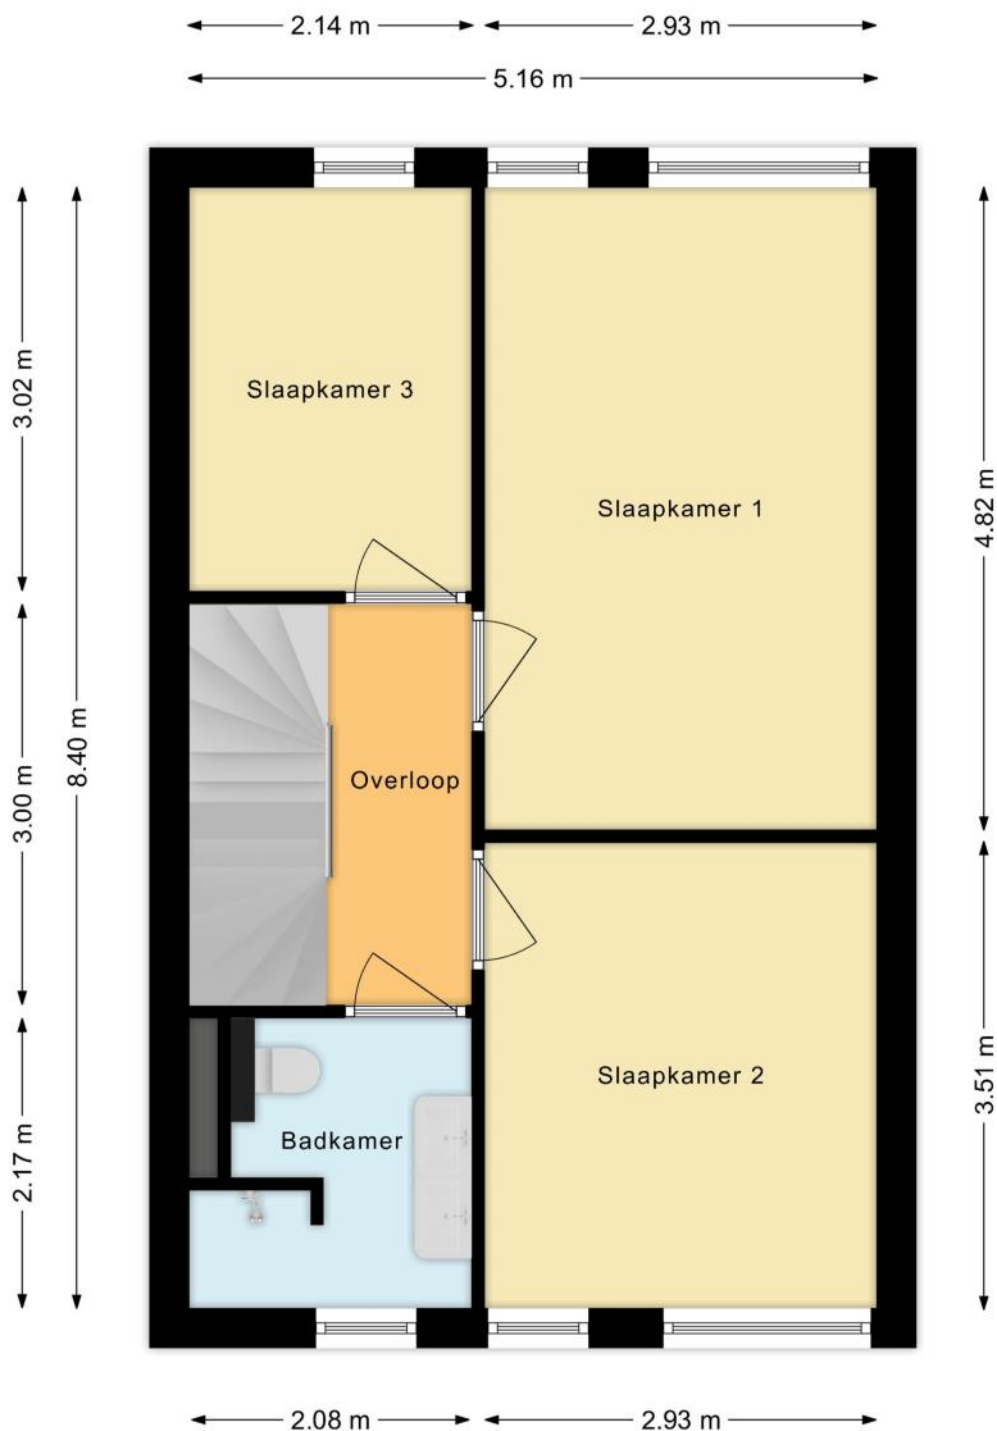 2.14 m
2.93 m
5.16 m
3.02 m
8.40 m
4.82 m
Slaapkamer 3
Slaapkamer 1
3.00 m
Overloop
Slaapkamer 2
3.51 m
2.17 m
Badkamer
2.08 m
2.93 m